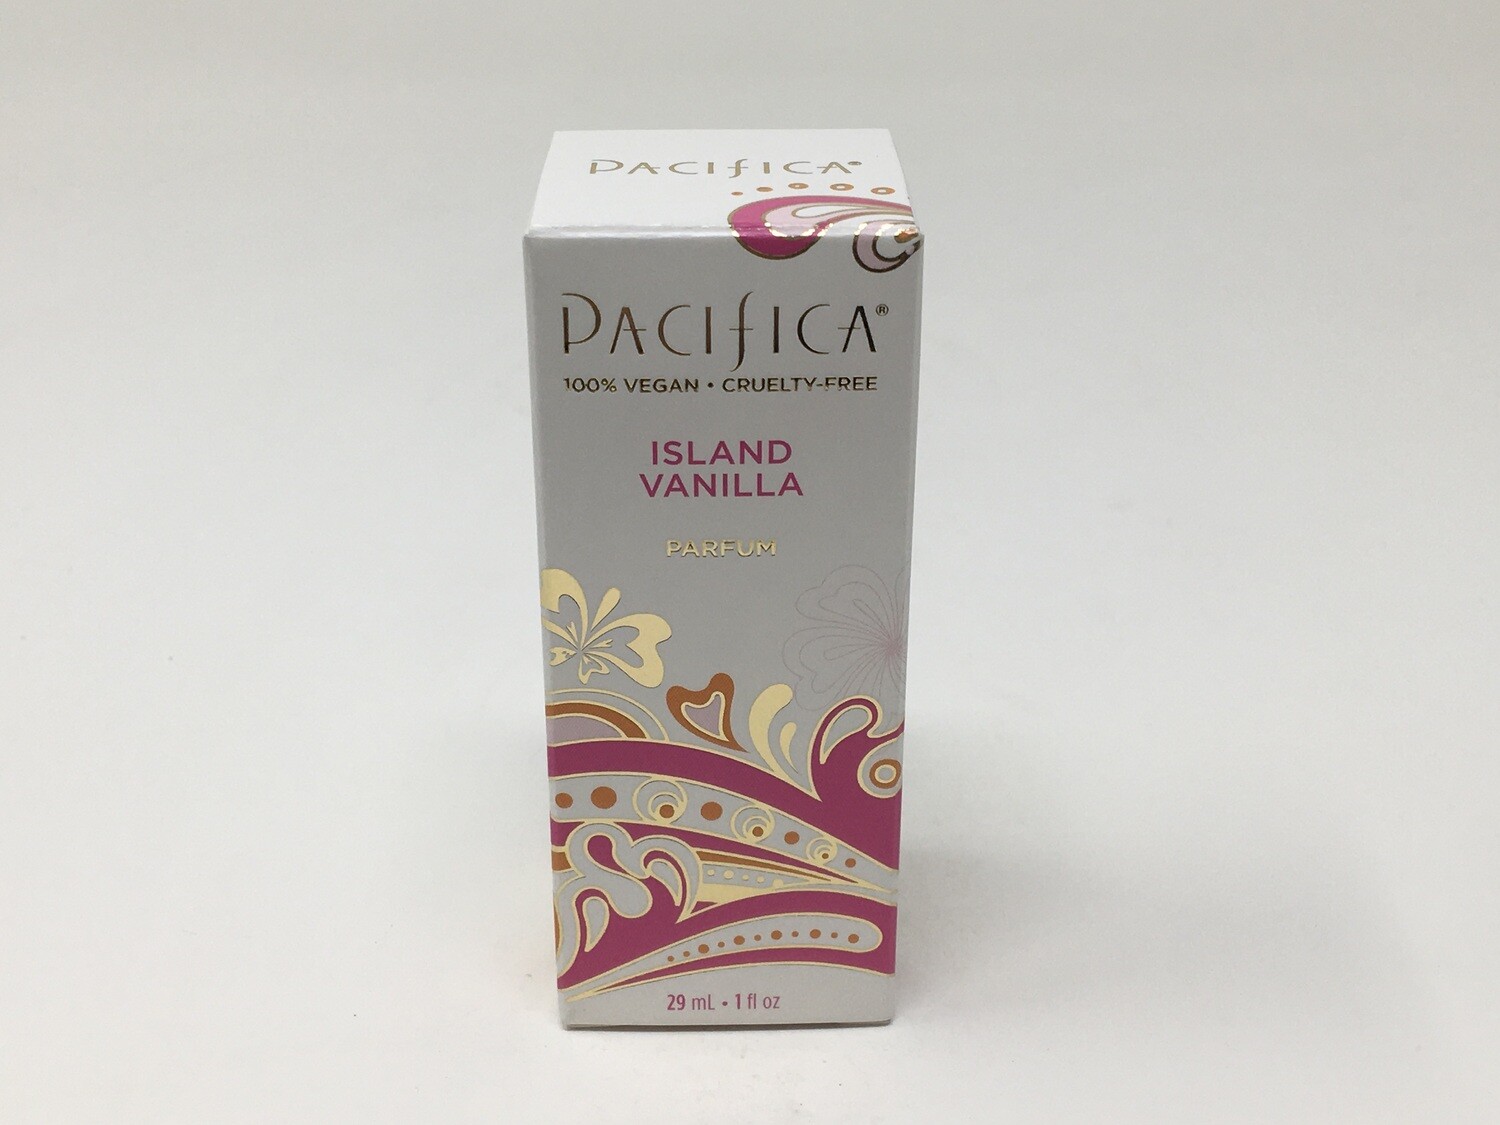 PACIFICA®
PACIFICA®
100% VEGAN • CRUELTY-FREE
ISLAND
VANILLA
PARFUM
29 mL • 1 fl oz